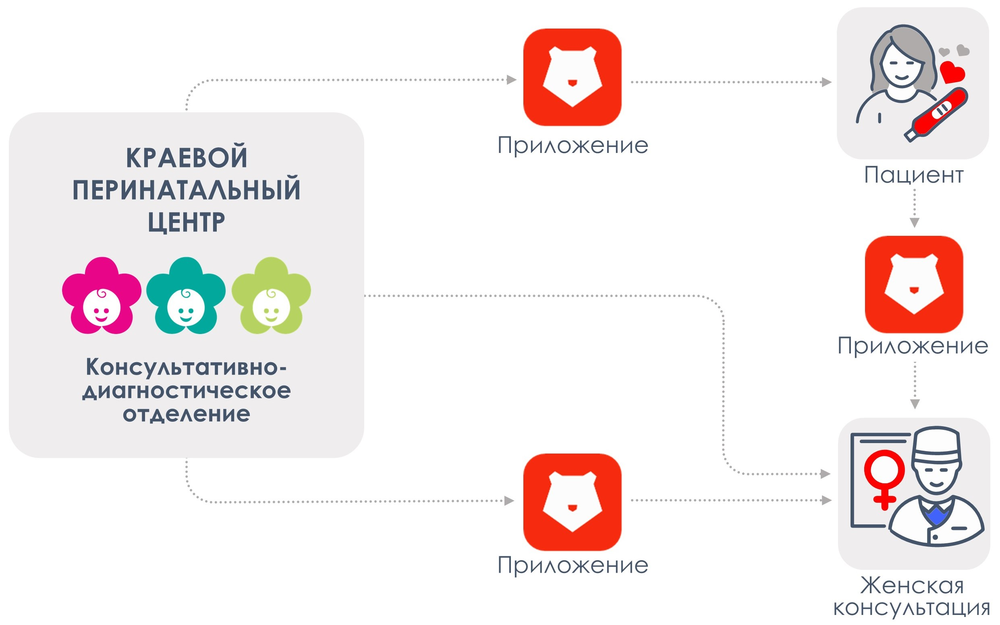 КРАЕВОЙ
ПЕРИНАТАЛЬНЫЙ
ЦЕНТР
Консультативно-
диагностическое
отделение
Приложение
Пациент
Приложение
Приложение
Женская
консультация